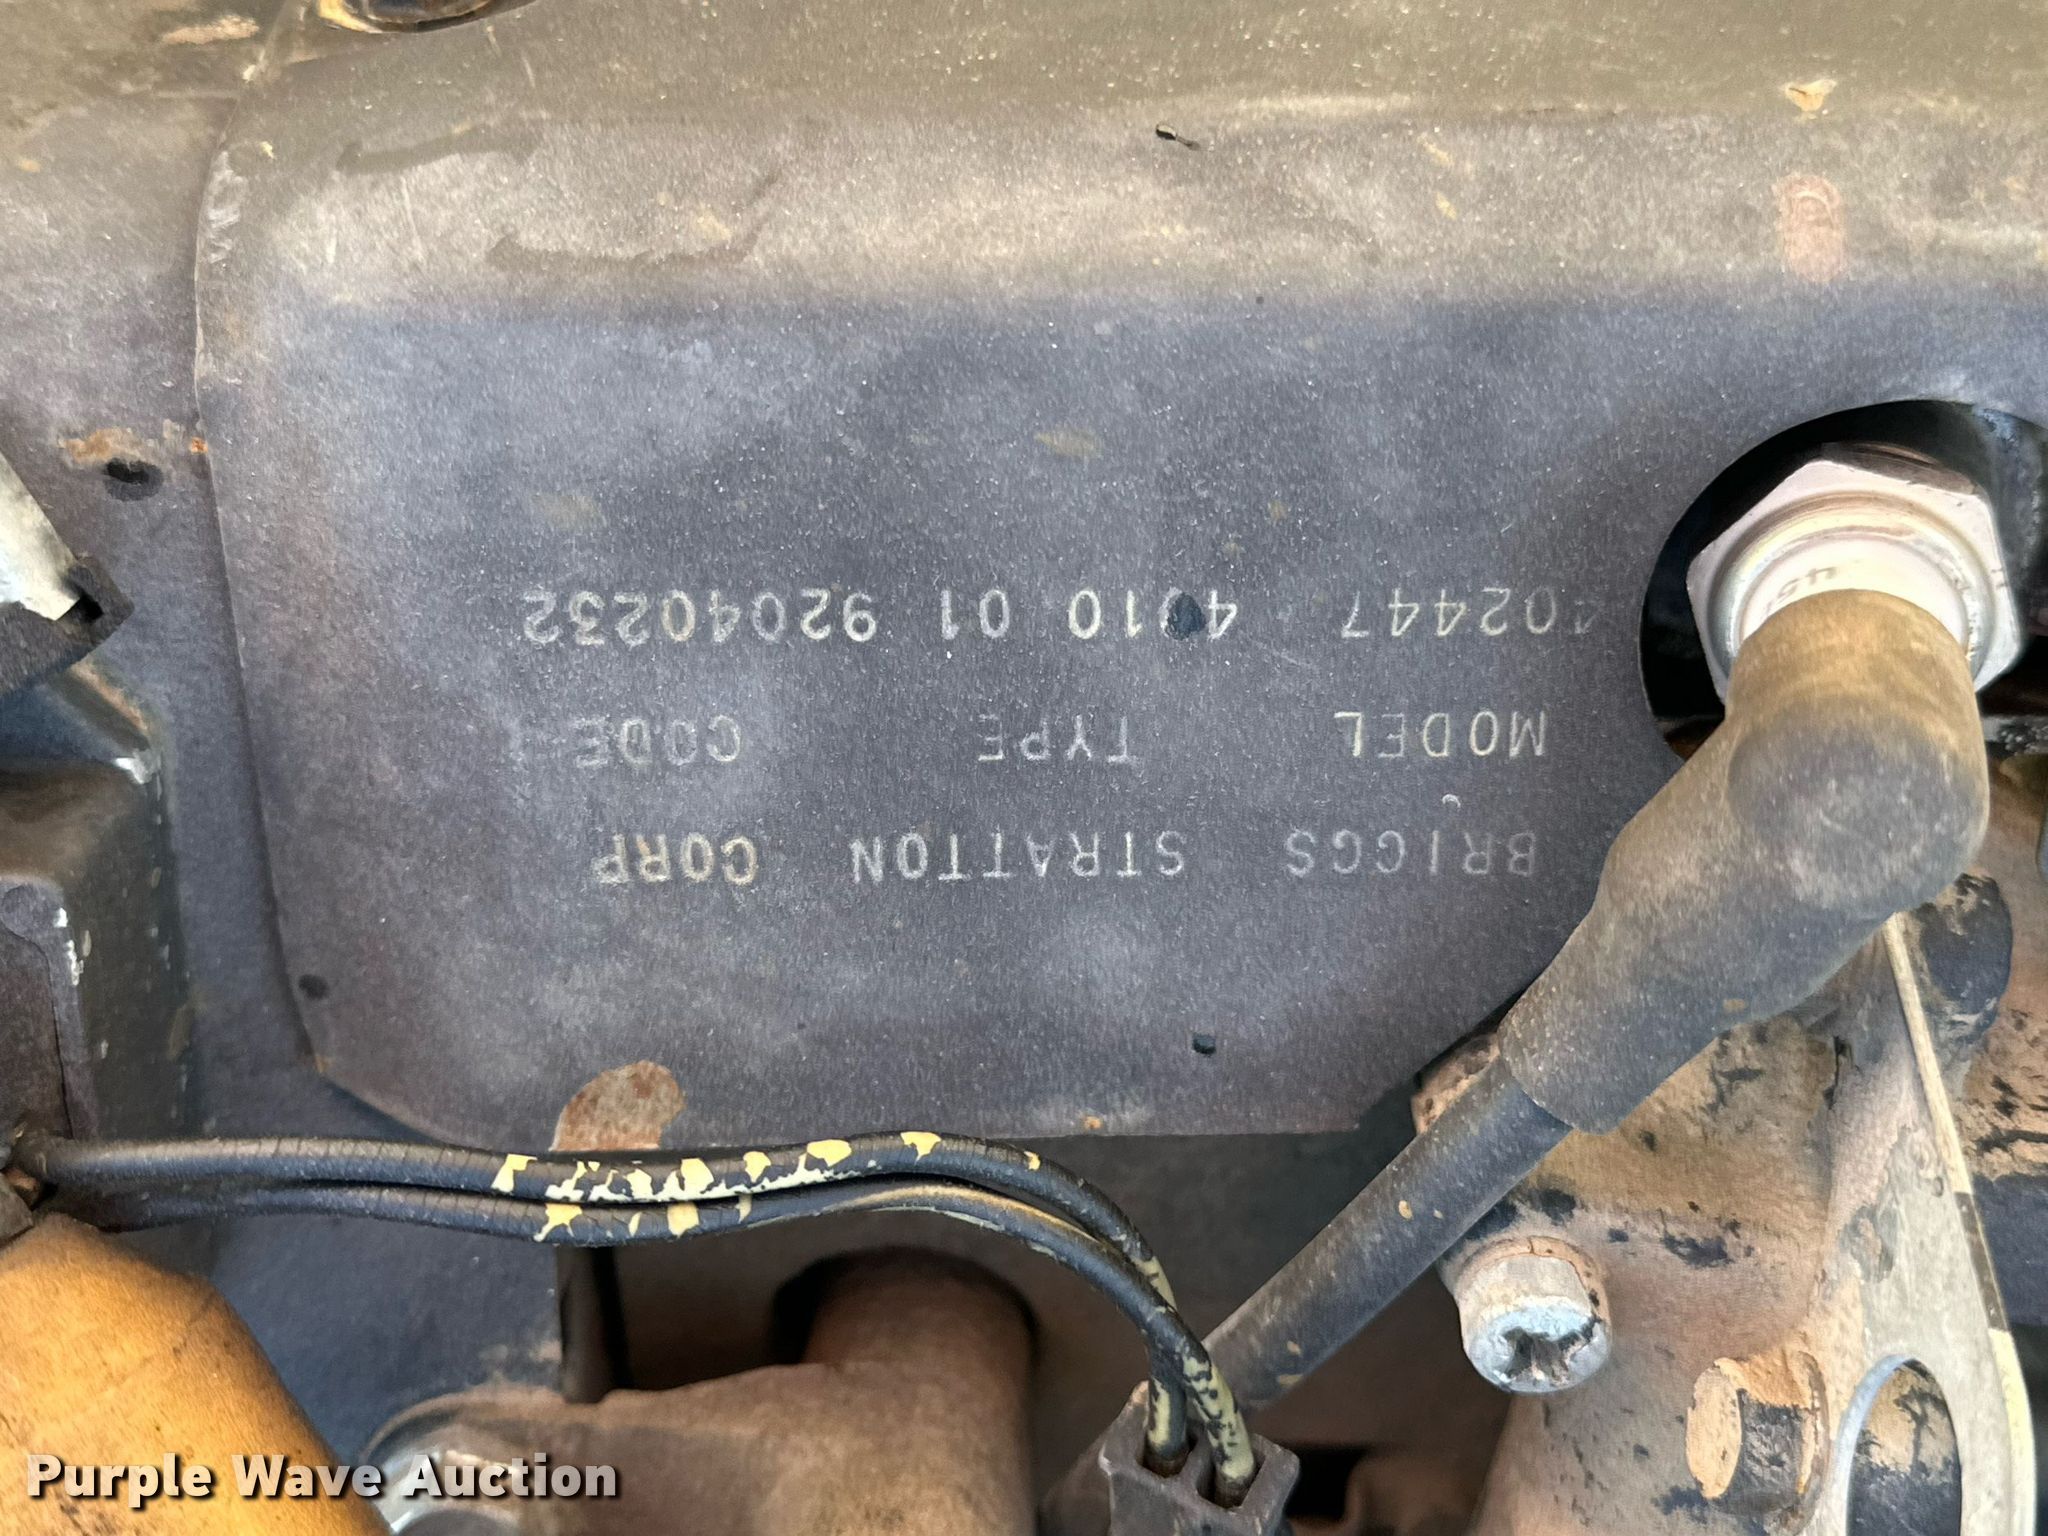 BRIGGS STRATTON CORP
MODEL TYPE CODE
402447 4010 01 92040232
Purple Wave Auction